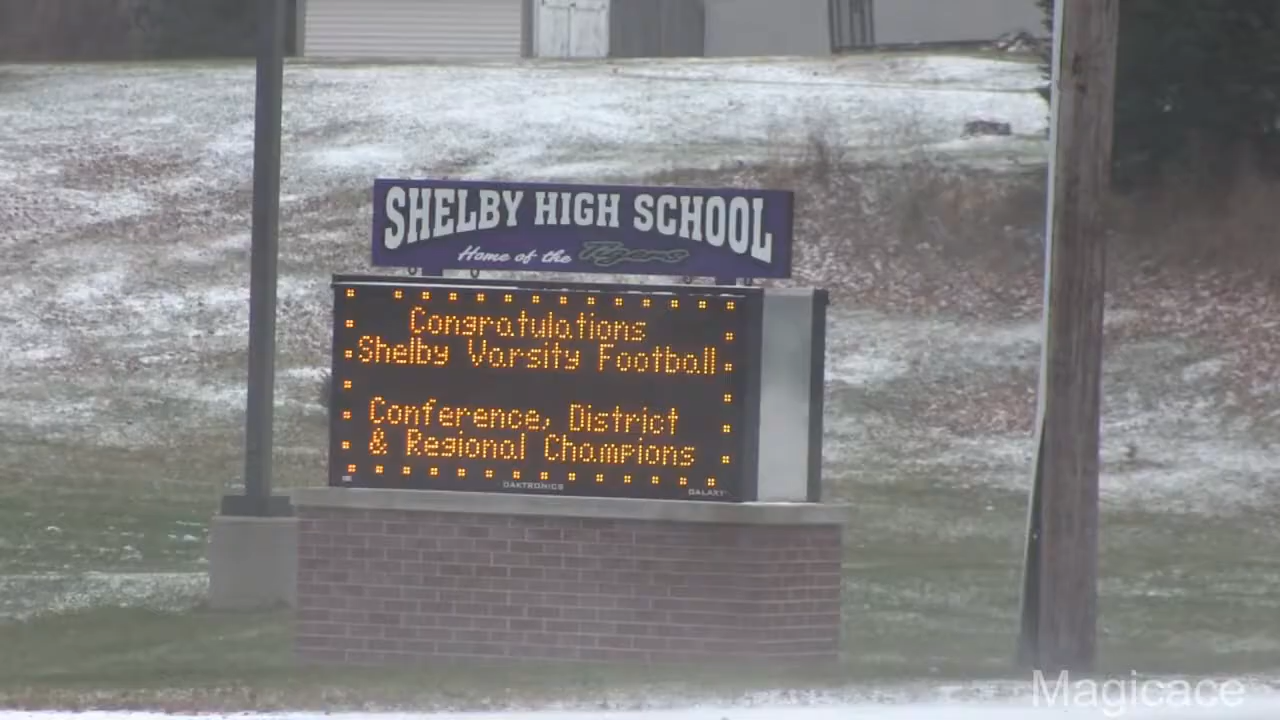 SHELBY HIGH SCHOOL
Home of the Tigers
Congratulations
Shelby Varsity Football
Conference, District
& Regional Champions
DAKTRONICS
GALAXY
Magicace